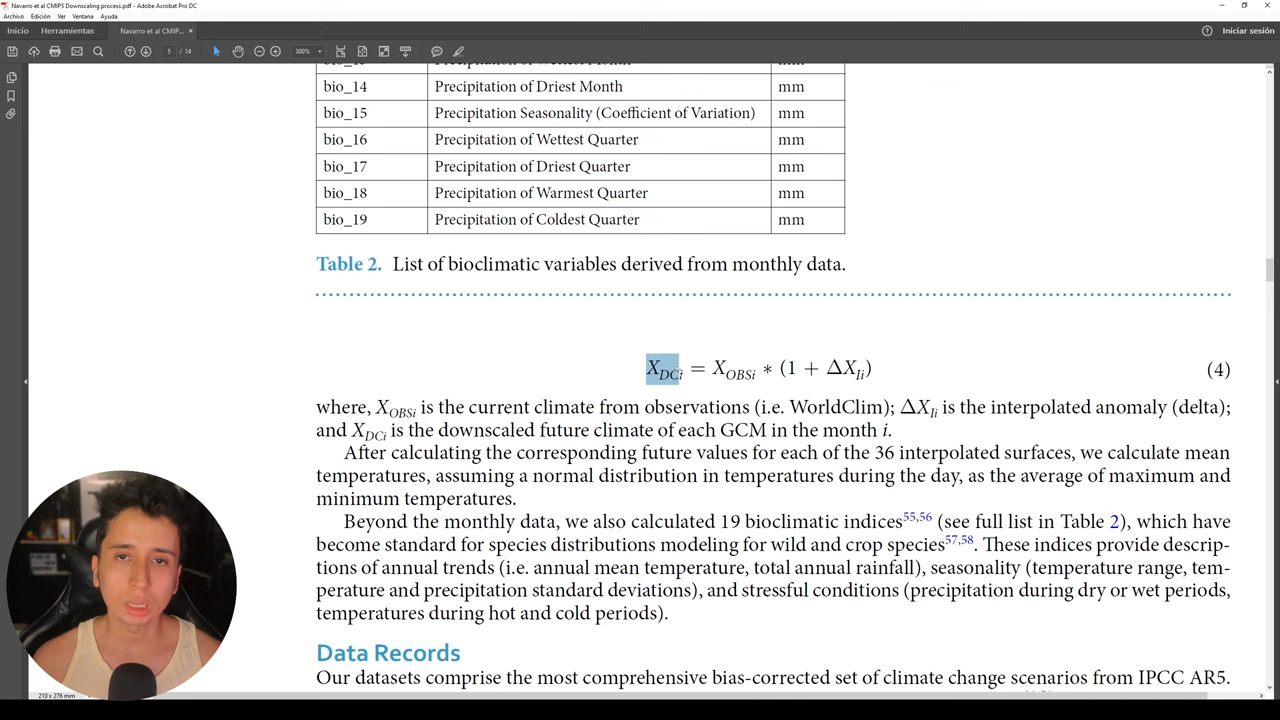 Navarro et al CMIP5 Downscaling process.pdf - Adobe Acrobat Pro DC
Archivo Edición Ver Ventana Ayuda
Inicio Herramientas Navarro et al CMIP... × Iniciar sesión
5 / 14 300%
bio_14 Precipitation of Driest Month mm
bio_15 Precipitation Seasonality (Coefficient of Variation) mm
bio_16 Precipitation of Wettest Quarter mm
bio_17 Precipitation of Driest Quarter mm
bio_18 Precipitation of Warmest Quarter mm
bio_19 Precipitation of Coldest Quarter mm
Table 2. List of bioclimatic variables derived from monthly data.
X_DCi = X_OBSi * (1 + ΔX_Ii) (4)
where, X_OBSi is the current climate from observations (i.e. WorldClim); ΔX_Ii is the interpolated anomaly (delta);
and X_DCi is the downscaled future climate of each GCM in the month i.
After calculating the corresponding future values for each of the 36 interpolated surfaces, we calculate mean
temperatures, assuming a normal distribution in temperatures during the day, as the average of maximum and
minimum temperatures.
Beyond the monthly data, we also calculated 19 bioclimatic indices55,56 (see full list in Table 2), which have
become standard for species distributions modeling for wild and crop species57,58. These indices provide descrip-
tions of annual trends (i.e. annual mean temperature, total annual rainfall), seasonality (temperature range, tem-
perature and precipitation standard deviations), and stressful conditions (precipitation during dry or wet periods,
temperatures during hot and cold periods).
Data Records
Our datasets comprise the most comprehensive bias-corrected set of climate change scenarios from IPCC AR5.
210 x 276 mm